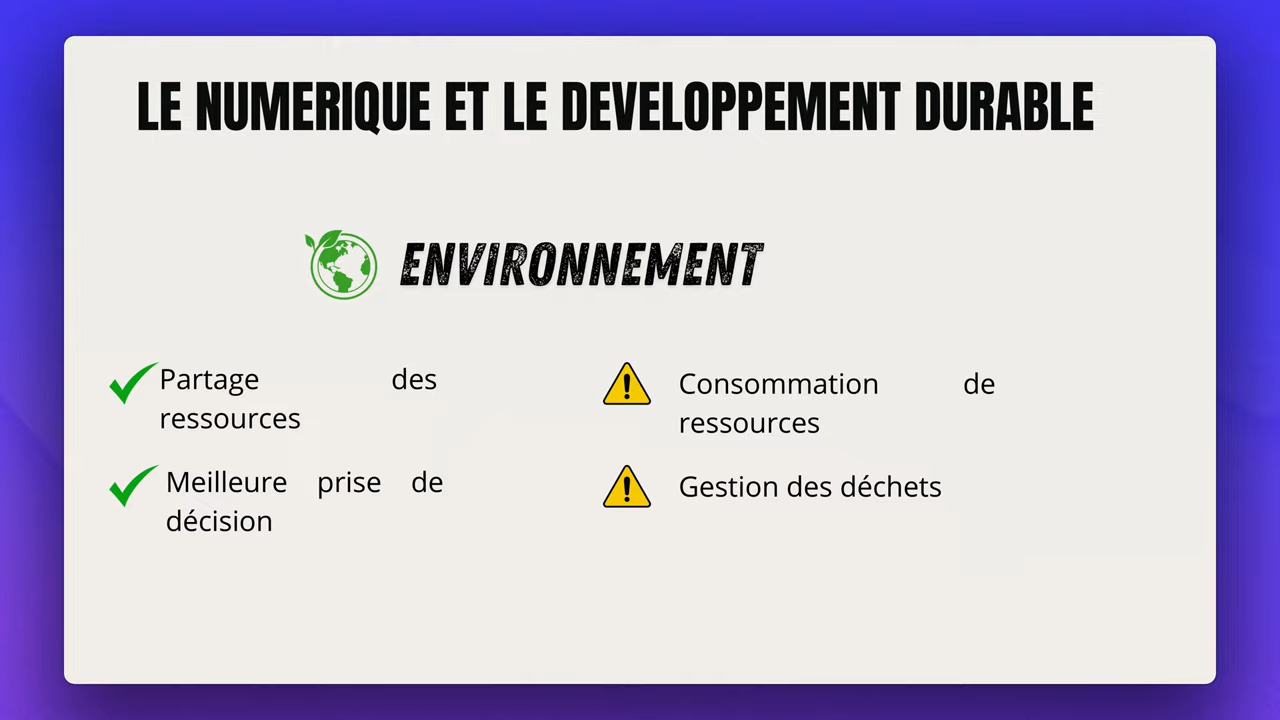 LE NUMERIQUE ET LE DEVELOPPEMENT DURABLE
ENVIRONNEMENT
Partage des
ressources
Meilleure prise de
décision
Consommation de
ressources
Gestion des déchets